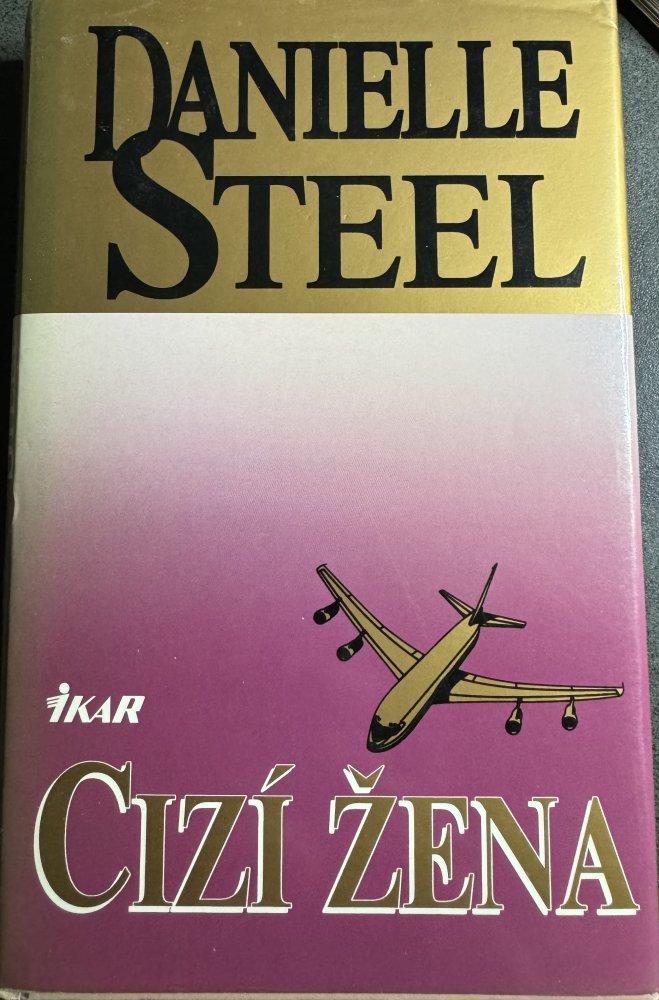 DANIELLE
STEEL
IKAR
CIZÍ ŽENA